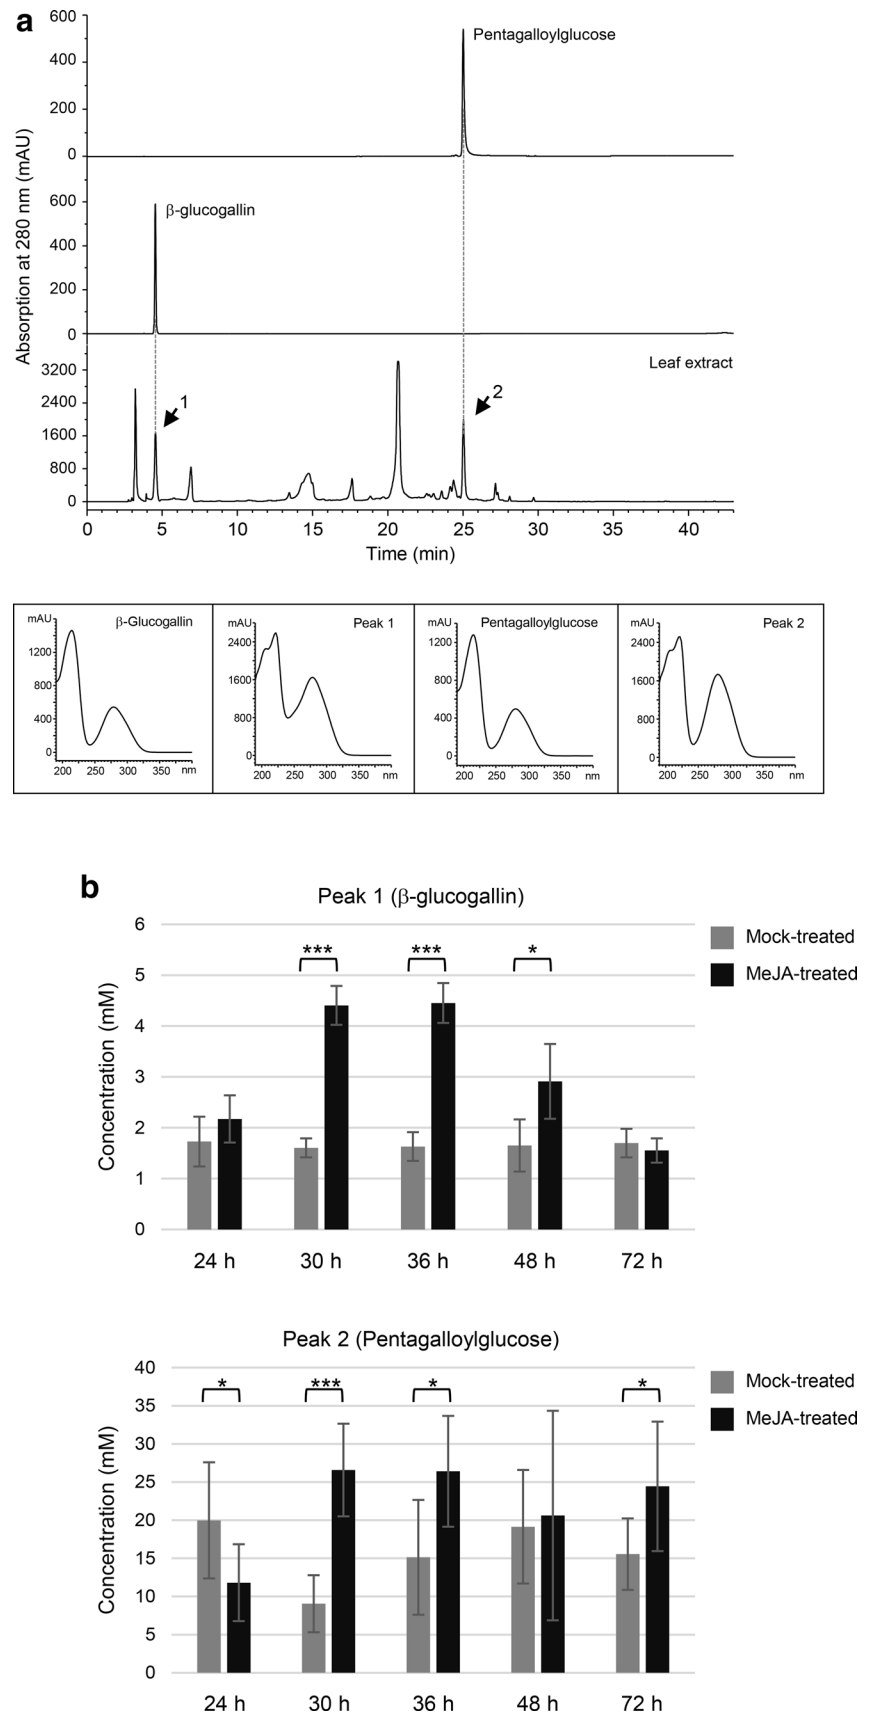 a
Absorption at 280 nm (mAU)
600
400
200
0
Pentagalloylglucose
600
400
200
0
β-glucogallin
3200
2400
1600
800
0
Leaf extract
1
2
0 5 10 15 20 25 30 35 40
Time (min)
mAU
β-Glucogallin
1200
800
400
0
200 250 300 350 nm
mAU
Peak 1
2400
1600
800
0
200 250 300 350 nm
mAU
Pentagalloylglucose
1200
800
400
0
200 250 300 350 nm
mAU
Peak 2
2400
1600
800
0
200 250 300 350 nm
b
Peak 1 (β-glucogallin)
Concentration (mM)
6
5
4
3
2
1
0
*** *** *
24 h 30 h 36 h 48 h 72 h
Mock-treated
MeJA-treated
Peak 2 (Pentagalloylglucose)
Concentration (mM)
40
35
30
25
20
15
10
5
0
* *** * *
24 h 30 h 36 h 48 h 72 h
Mock-treated
MeJA-treated